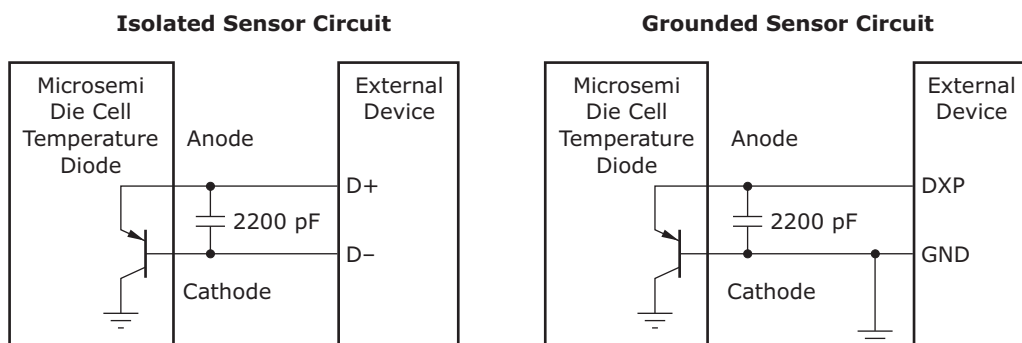 Isolated Sensor Circuit
Microsemi
Die Cell
Temperature
Diode
Anode
External
Device
D+
2200 pF
D–
Cathode
Grounded Sensor Circuit
Microsemi
Die Cell
Temperature
Diode
Anode
External
Device
DXP
2200 pF
GND
Cathode